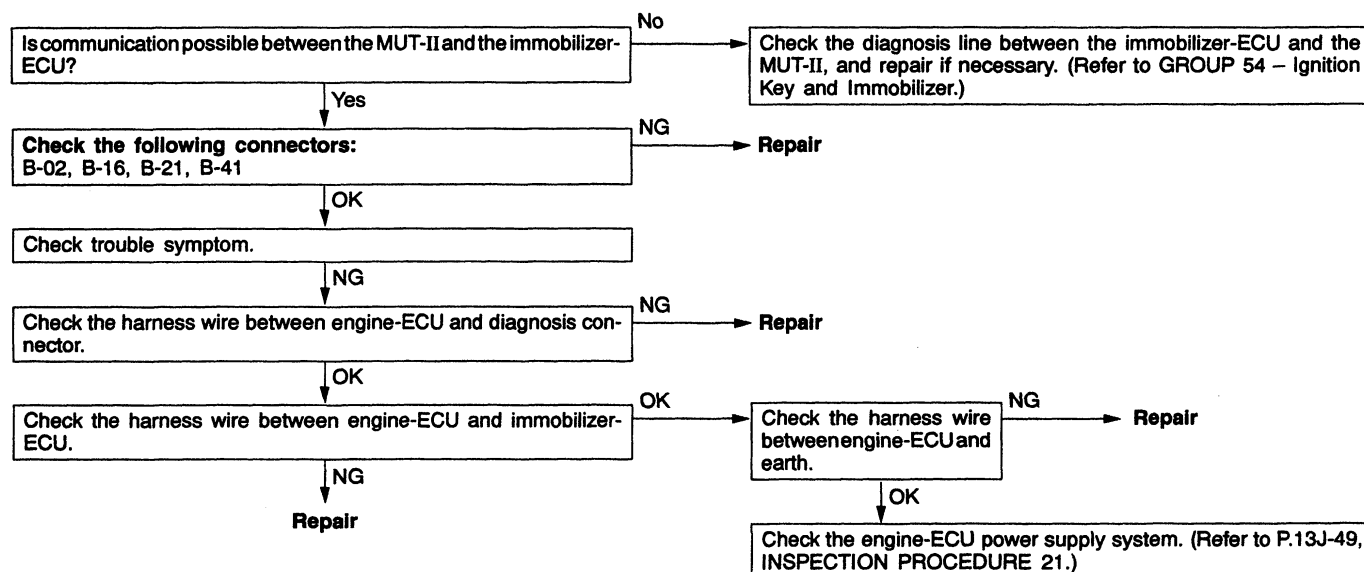 Is communication possible between the MUT-II and the immobilizer-
ECU?
No
Check the diagnosis line between the immobilizer-ECU and the
MUT-II, and repair if necessary. (Refer to GROUP 54 – Ignition
Key and Immobilizer.)
Yes
Check the following connectors:
B-02, B-16, B-21, B-41
NG
Repair
OK
Check trouble symptom.
NG
Check the harness wire between engine-ECU and diagnosis con-
nector.
NG
Repair
OK
Check the harness wire between engine-ECU and immobilizer-
ECU.
OK
Check the harness wire
between engine-ECU and
earth.
NG
Repair
NG
Repair
OK
Check the engine-ECU power supply system. (Refer to P.13J-49,
INSPECTION PROCEDURE 21.)